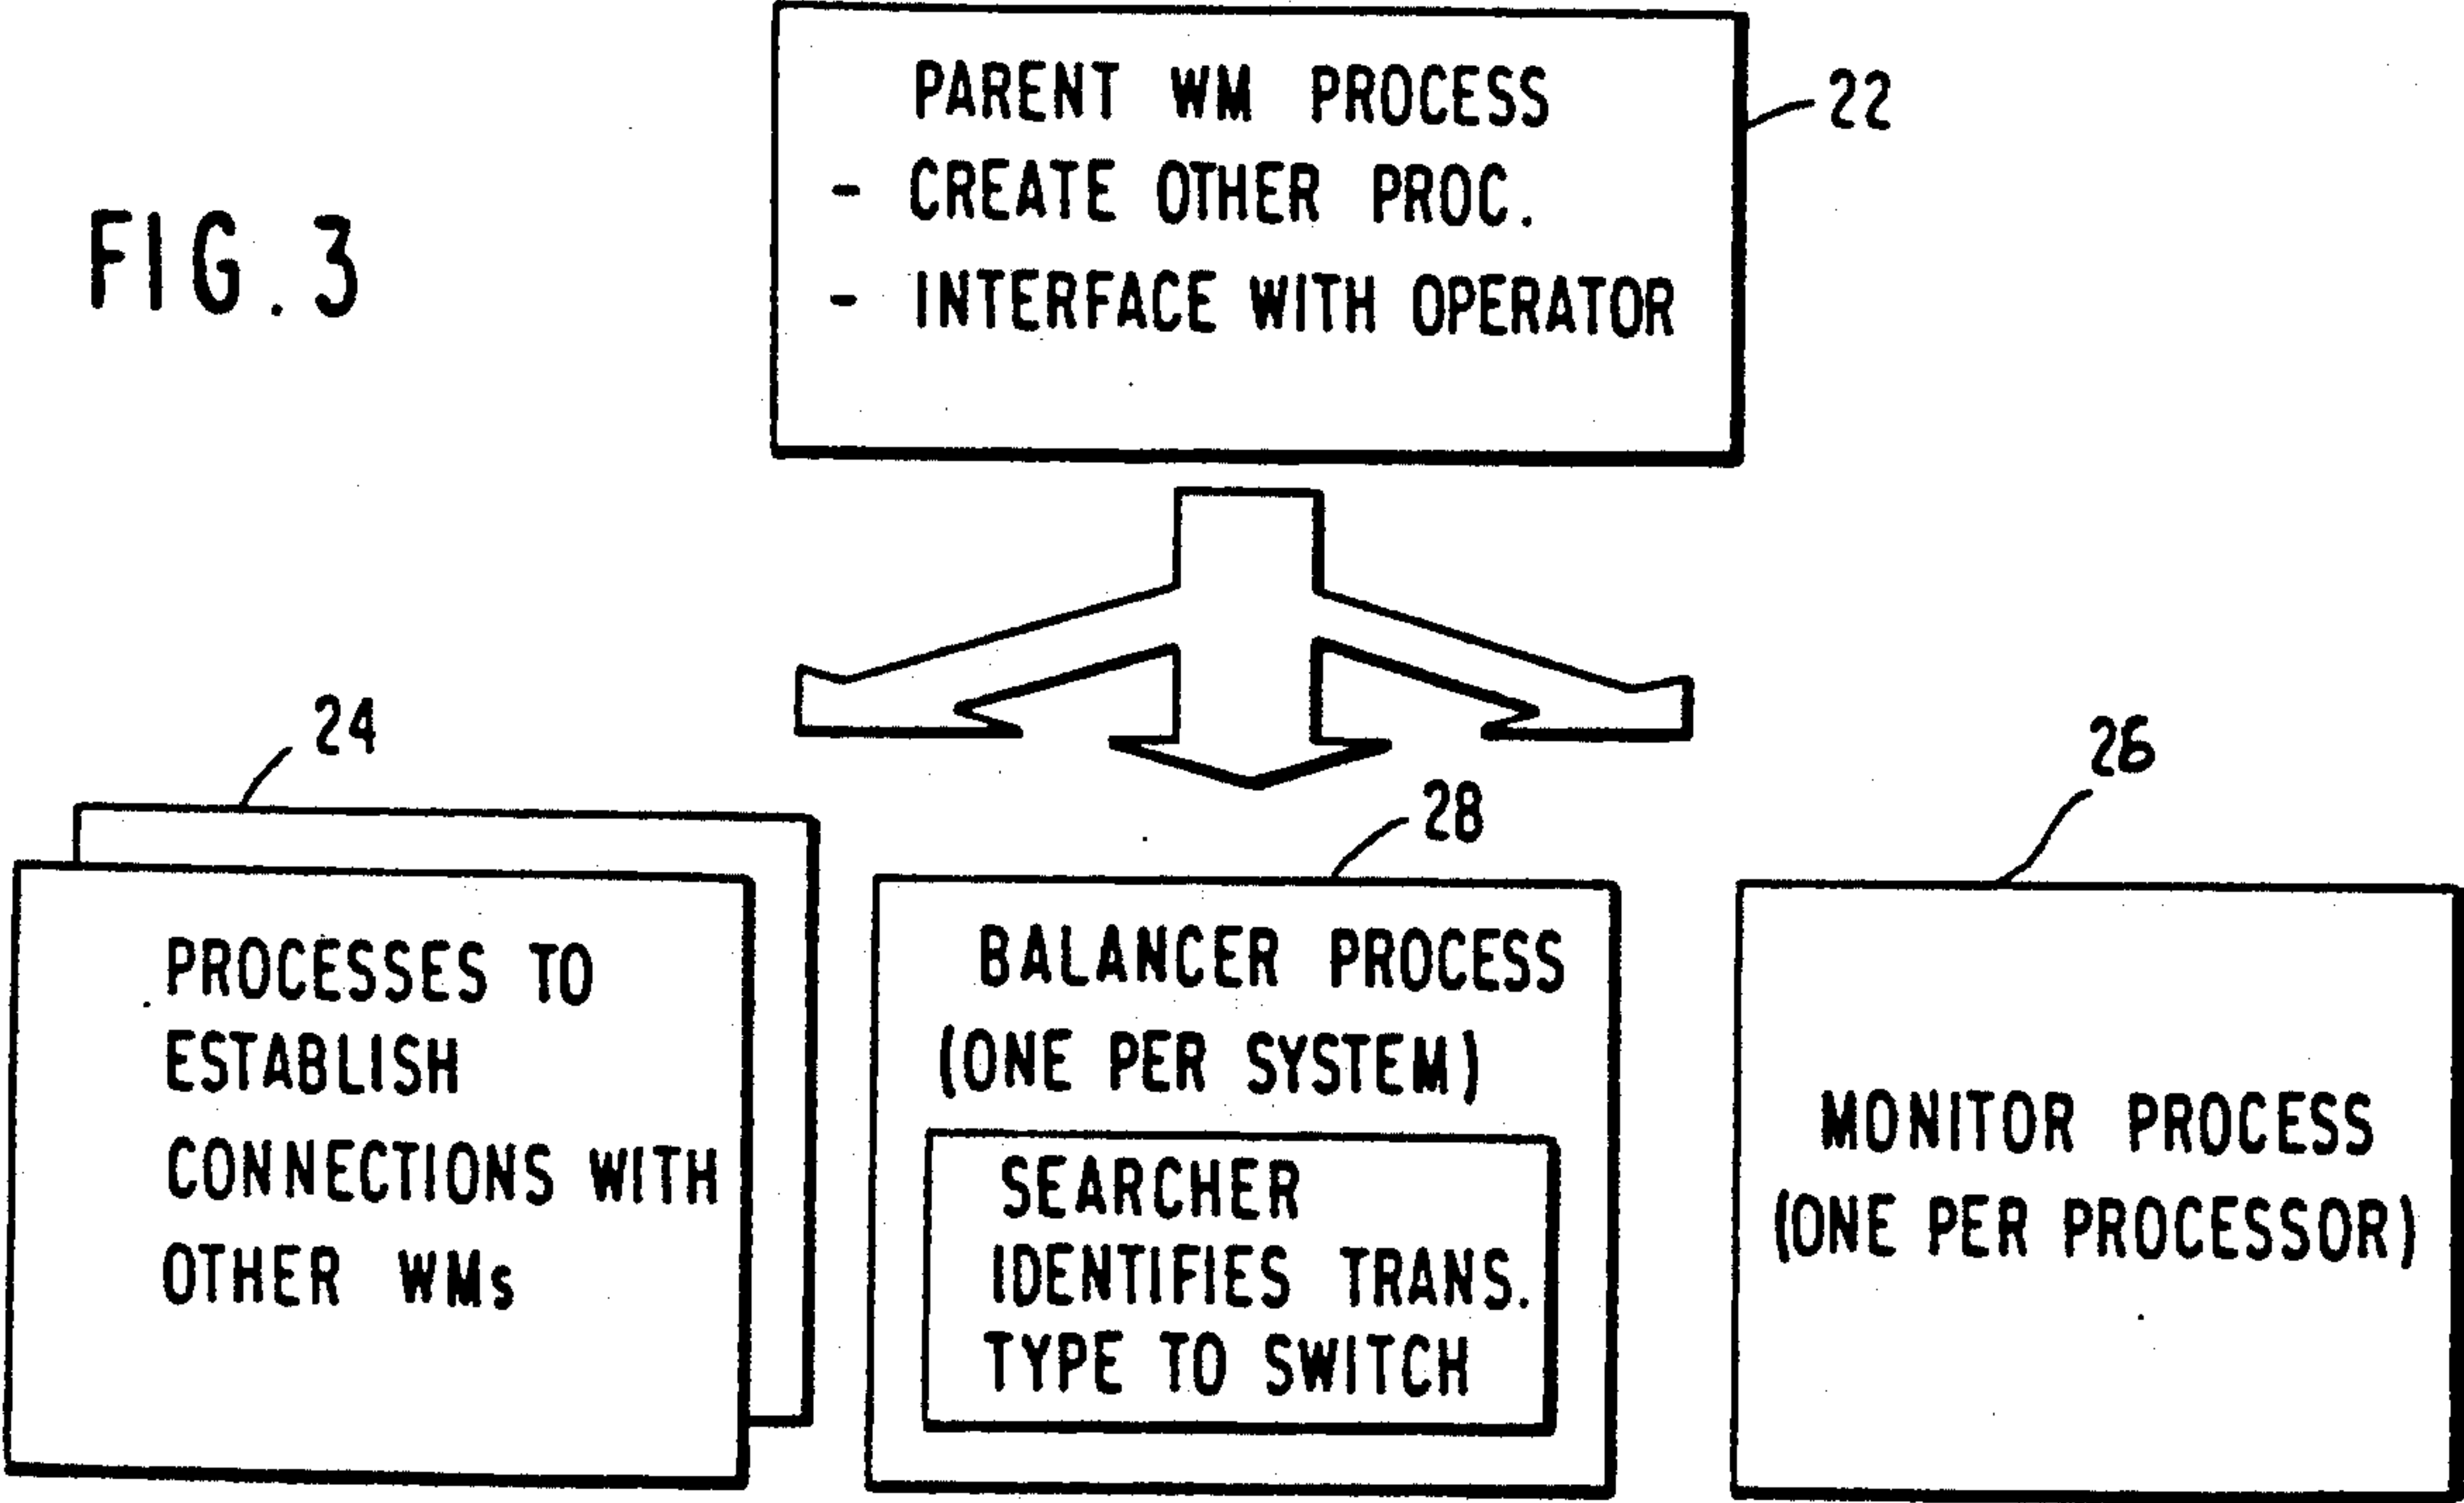 FIG.3
PARENT WM PROCESS
- CREATE OTHER PROC.
- INTERFACE WITH OPERATOR
22
24
PROCESSES TO
ESTABLISH
CONNECTIONS WITH
OTHER WMs
28
BALANCER PROCESS
(ONE PER SYSTEM)
SEARCHER
IDENTIFIES TRANS.
TYPE TO SWITCH
26
MONITOR PROCESS
(ONE PER PROCESSOR)